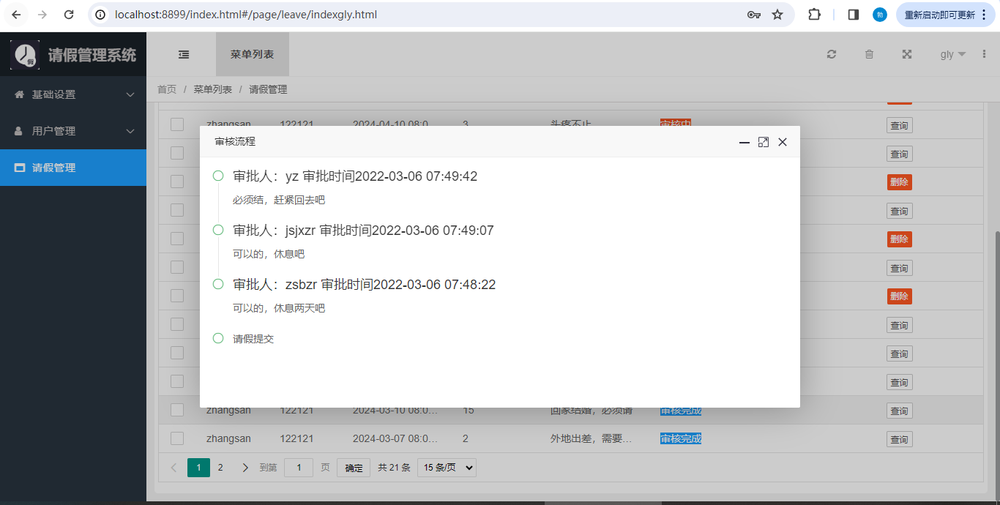 localhost:8899/index.html#/page/leave/indexgly.html
勃
重新启动即可更新
假
请假管理系统
菜单列表
gly
基础设置
用户管理
请假管理
首页 / 菜单列表 / 请假管理
zhangsan 122121 2024-04-10 08:0... 3 头疼不止 审核中 查询
查询
删除
查询
删除
查询
删除
查询
查询
查询
审核流程
审批人：yz 审批时间2022-03-06 07:49:42
必须结，赶紧回去吧
审批人：jsjxzr 审批时间2022-03-06 07:49:07
可以的，休息吧
审批人：zsbzr 审批时间2022-03-06 07:48:22
可以的，休息两天吧
请假提交
zhangsan 122121 2024-03-10 08:0... 15 回家结婚，必须请 审核完成 查询
zhangsan 122121 2024-03-07 08:0... 2 外地出差，需要... 审核完成 查询
1 2 到第 1 页 确定 共 21 条 15 条/页